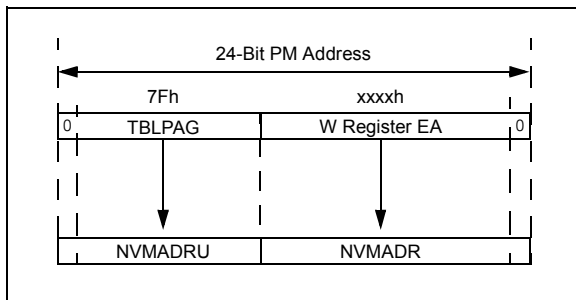 24-Bit PM Address
7Fh xxxxh
0 TBLPAG W Register EA 0
NVMADRU NVMADR